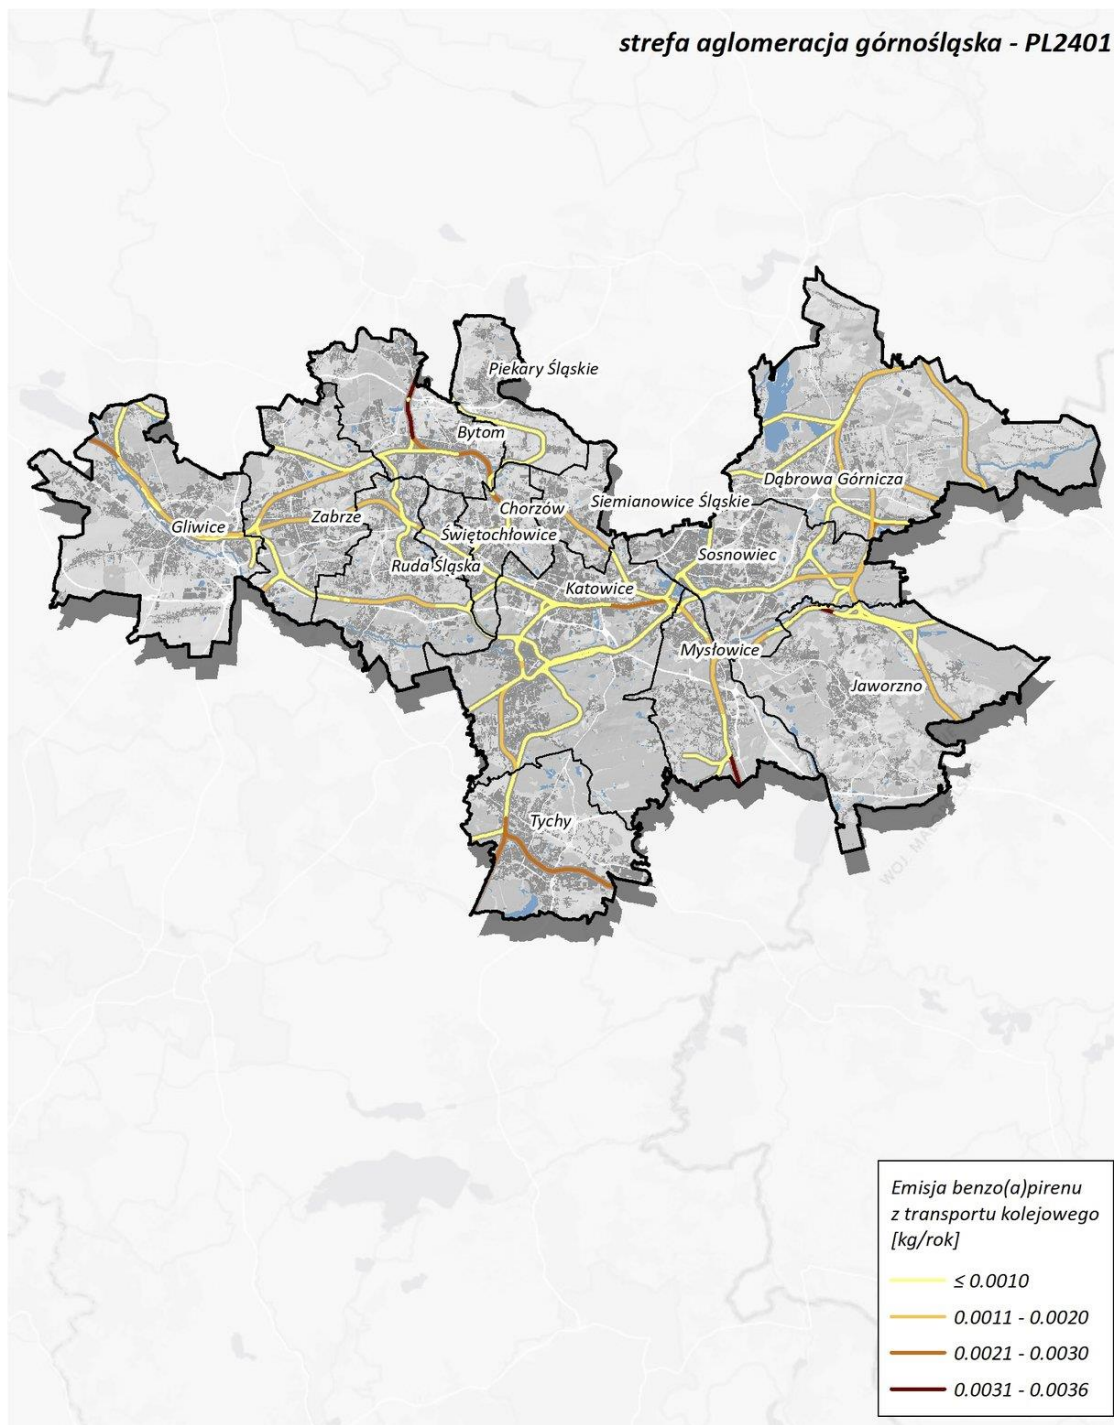 strefa aglomeracja górnośląska - PL2401
Piekary Śląskie
Bytom
Dąbrowa Górnicza
Siemianowice Śląskie
Chorzów
Zabrze
Gliwice
Świętochłowice
Sosnowiec
Ruda Śląska
Katowice
Mysłowice
Jaworzno
Tychy
Emisja benzo(a)pirenu
z transportu kolejowego
[kg/rok]
≤ 0.0010
0.0011 - 0.0020
0.0021 - 0.0030
0.0031 - 0.0036